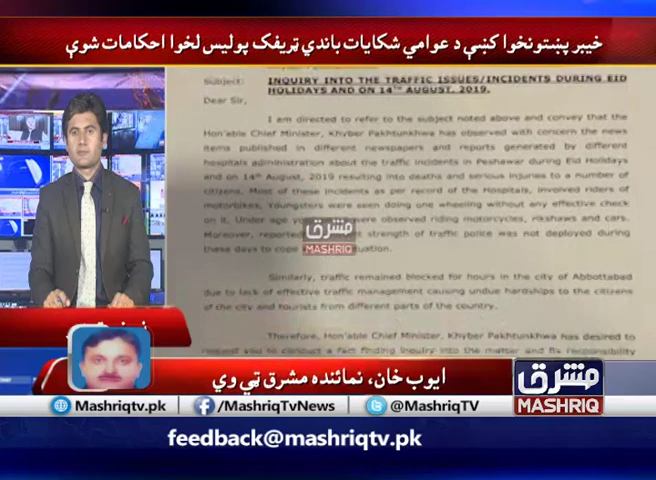 خیبر پښتونخوا کښې د عوامي شکایات باندې ټریفک پولیس لخوا احکامات شوې
Subject: INQUIRY INTO THE TRAFFIC ISSUES/INCIDENTS DURING EID
HOLIDAYS AND ON 14TH AUGUST, 2019.
Dear Sir,
I am directed to refer to the subject noted above and convey that the
Hon'able Chief Minister, Khyber Pakhtunkhwa has observed with concern the news
items published in different newspapers and reports generated by different
hospitals administration about the traffic incidents in Peshawar during Eid Holidays
and on 14th August, 2019 resulting into deaths and serious injuries to a number of
citizens. Most of these incidents as per record of the Hospitals, involved riders of
motorbikes. Youngsters were seen doing one wheeling without any effective check
on it. Under age were observed riding motorcycles, rikshaws and cars.
Moreover, reported strength of traffic police was not deployed during
these days to cope
مشرق
MASHRIQ
Similarly, traffic remained blocked for hours in the city of Abbottabad
due to lack of effective traffic management causing undue hardships to the citizens
of the city and tourists from different parts of the country.
Therefore, Hon'able Chief Minister, Khyber Pakhtunkhwa has desired to
request you to conduct a fact finding inquiry into the matter and fix responsibility
ایوب خان، نمائنده مشرق ټي وي
مشرق
MASHRIQ
Mashriqtv.pk
/MashriqTvNews
@MashriqTV
feedback@mashriqtv.pk